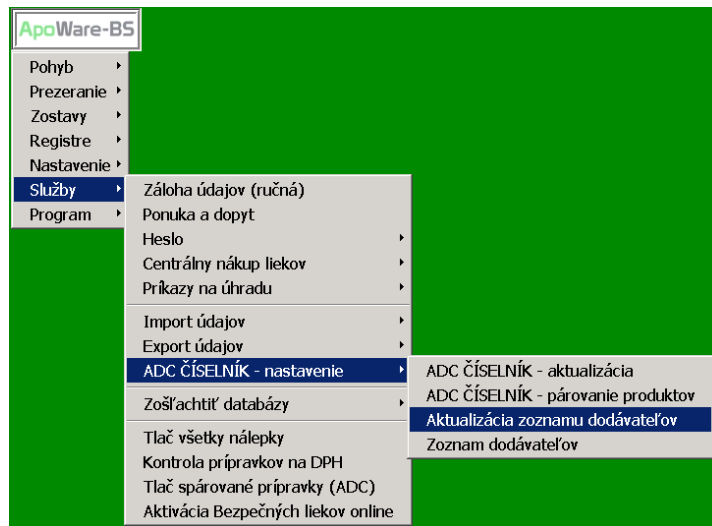 ApoWare-BS
Pohyb
Prezeranie
Zostavy
Registre
Nastavenie
Služby
Program
Záloha údajov (ručná)
Ponuka a dopyt
Heslo
Centrálny nákup liekov
Príkazy na úhradu
Import údajov
Export údajov
ADC ČÍSELNÍK - nastavenie
Zošľachtiť databázy
Tlač všetky nálepky
Kontrola prípravkov na DPH
Tlač spárované prípravky (ADC)
Aktivácia Bezpečných liekov online
ADC ČÍSELNÍK - aktualizácia
ADC ČÍSELNÍK - párovanie produktov
Aktualizácia zoznamu dodávateľov
Zoznam dodávateľov